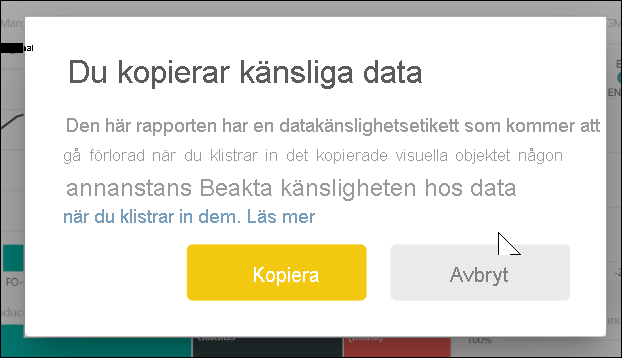 Du kopierar känsliga data
Den här rapporten har en datakänslighetsetikett som kommer att
gå förlorad när du klistrar in det kopierade visuella objektet någon
annanstans Beakta känsligheten hos data
när du klistrar in dem. Läs mer
Kopiera
Avbryt
FO-
100%